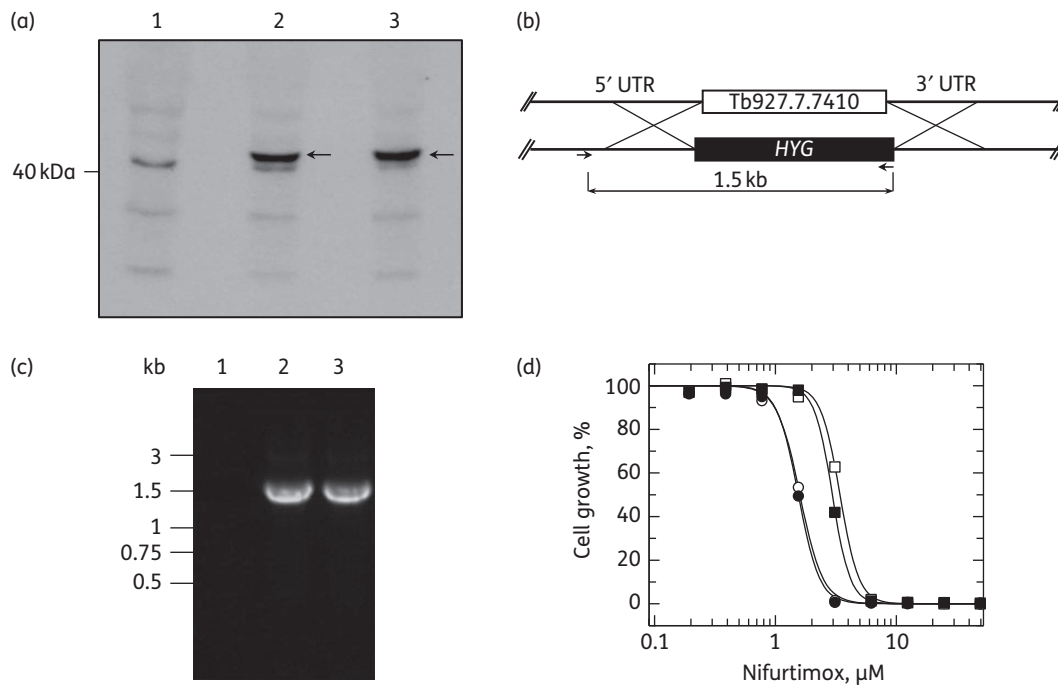 (a)
1 2 3
40 kDa
(b)
5′ UTR
3′ UTR
Tb927.7.7410
HYG
1.5 kb
(c)
kb 1 2 3
3
1.5
1
0.75
0.5
(d)
100
80
60
40
20
0
Cell growth, %
0.1 1 10
Nifurtimox, µM